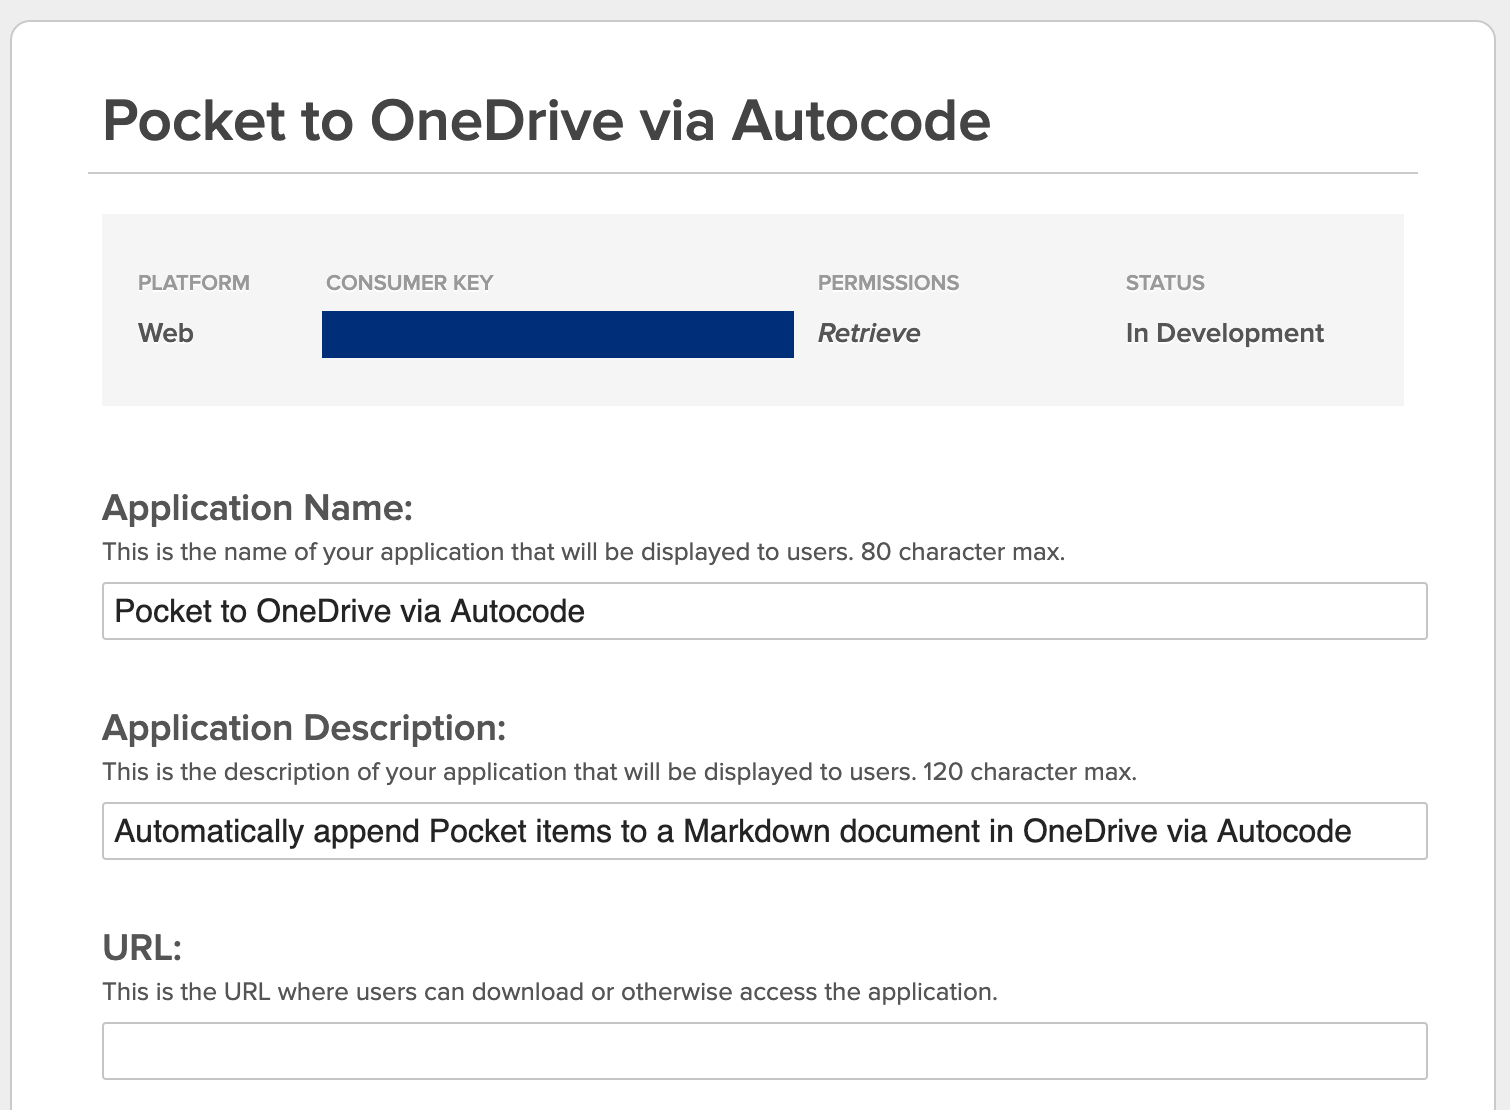 Pocket to OneDrive via Autocode
PLATFORM CONSUMER KEY PERMISSIONS STATUS
Web Retrieve In Development
Application Name:
This is the name of your application that will be displayed to users. 80 character max.
Pocket to OneDrive via Autocode
Application Description:
This is the description of your application that will be displayed to users. 120 character max.
Automatically append Pocket items to a Markdown document in OneDrive via Autocode
URL:
This is the URL where users can download or otherwise access the application.